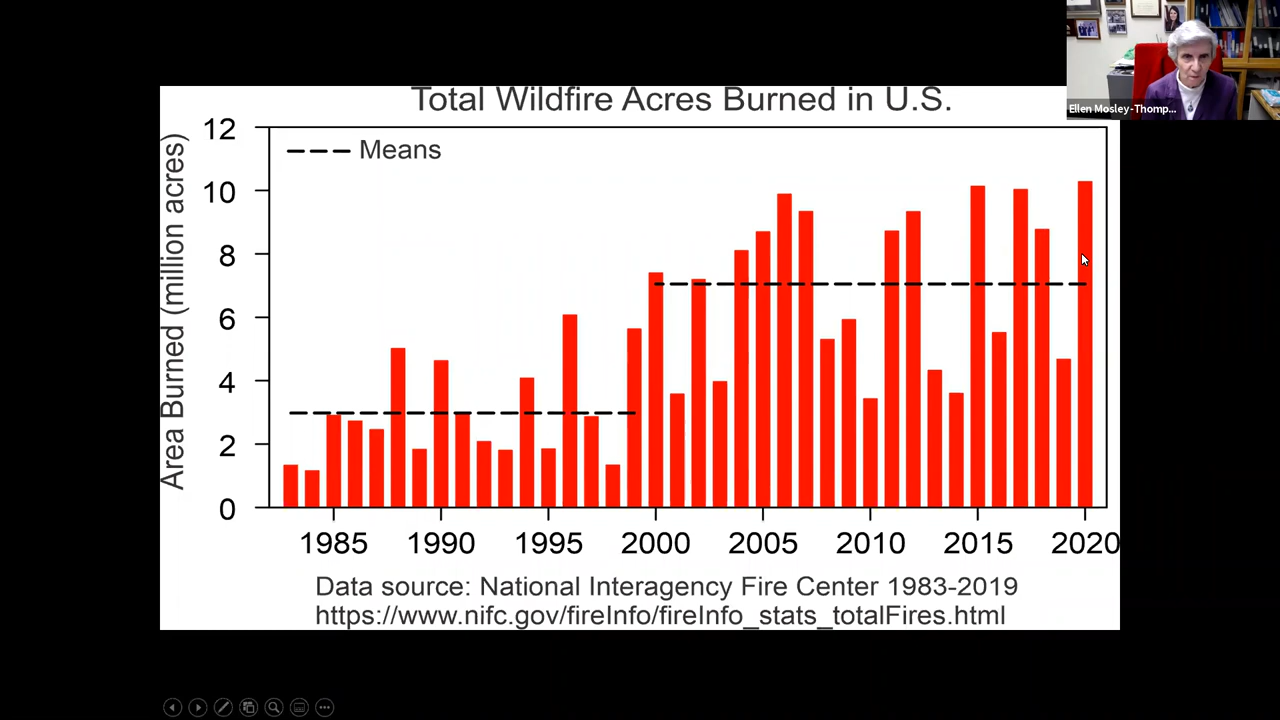 Total Wildfire Acres Burned in U.S.
Ellen Mosley-Thomp...
Area Burned (million acres)
12
10
8
6
4
2
0
Means
1985 1990 1995 2000 2005 2010 2015 2020
Data source: National Interagency Fire Center 1983-2019
https://www.nifc.gov/fireInfo/fireInfo_stats_totalFires.html